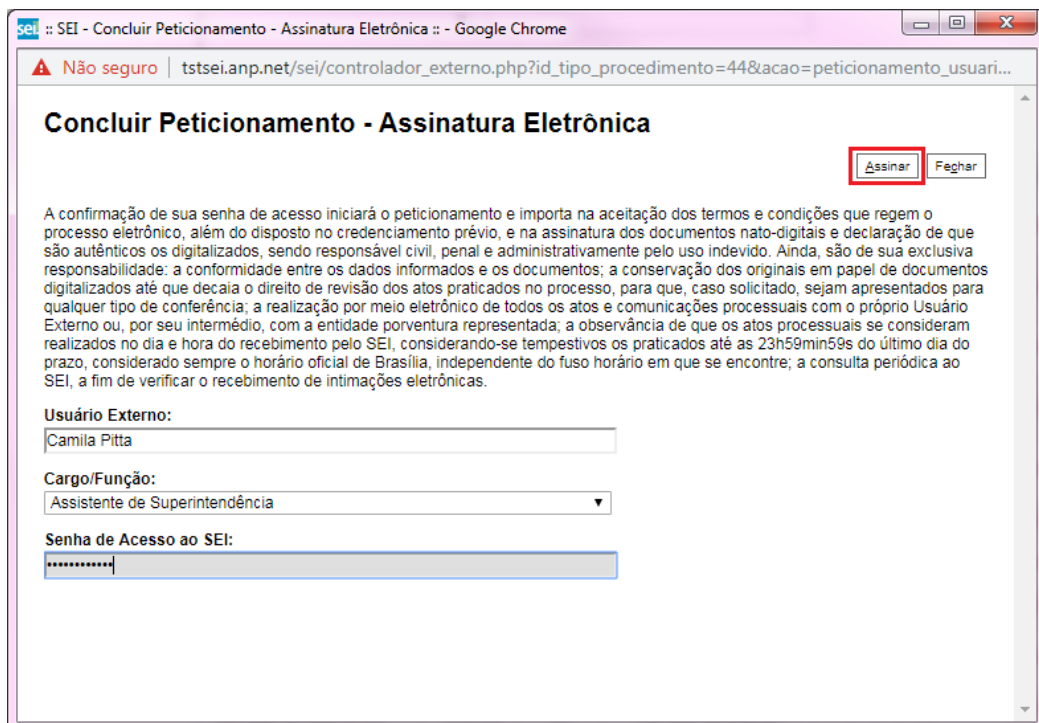 sei :: SEI - Concluir Peticionamento - Assinatura Eletrônica :: - Google Chrome
Não seguro | tstsei.anp.net/sei/controlador_externo.php?id_tipo_procedimento=44&acao=peticionamento_usuari...
Concluir Peticionamento - Assinatura Eletrônica
Assinar Fechar
A confirmação de sua senha de acesso iniciará o peticionamento e importa na aceitação dos termos e condições que regem o
processo eletrônico, além do disposto no credenciamento prévio, e na assinatura dos documentos nato-digitais e declaração de que
são autênticos os digitalizados, sendo responsável civil, penal e administrativamente pelo uso indevido. Ainda, são de sua exclusiva
responsabilidade: a conformidade entre os dados informados e os documentos; a conservação dos originais em papel de documentos
digitalizados até que decaia o direito de revisão dos atos praticados no processo, para que, caso solicitado, sejam apresentados para
qualquer tipo de conferência; a realização por meio eletrônico de todos os atos e comunicações processuais com o próprio Usuário
Externo ou, por seu intermédio, com a entidade porventura representada; a observância de que os atos processuais se consideram
realizados no dia e hora do recebimento pelo SEI, considerando-se tempestivos os praticados até as 23h59min59s do último dia do
prazo, considerado sempre o horário oficial de Brasília, independente do fuso horário em que se encontre; a consulta periódica ao
SEI, a fim de verificar o recebimento de intimações eletrônicas.
Usuário Externo:
Camila Pitta
Cargo/Função:
Assistente de Superintendência
Senha de Acesso ao SEI:
••••••••••••